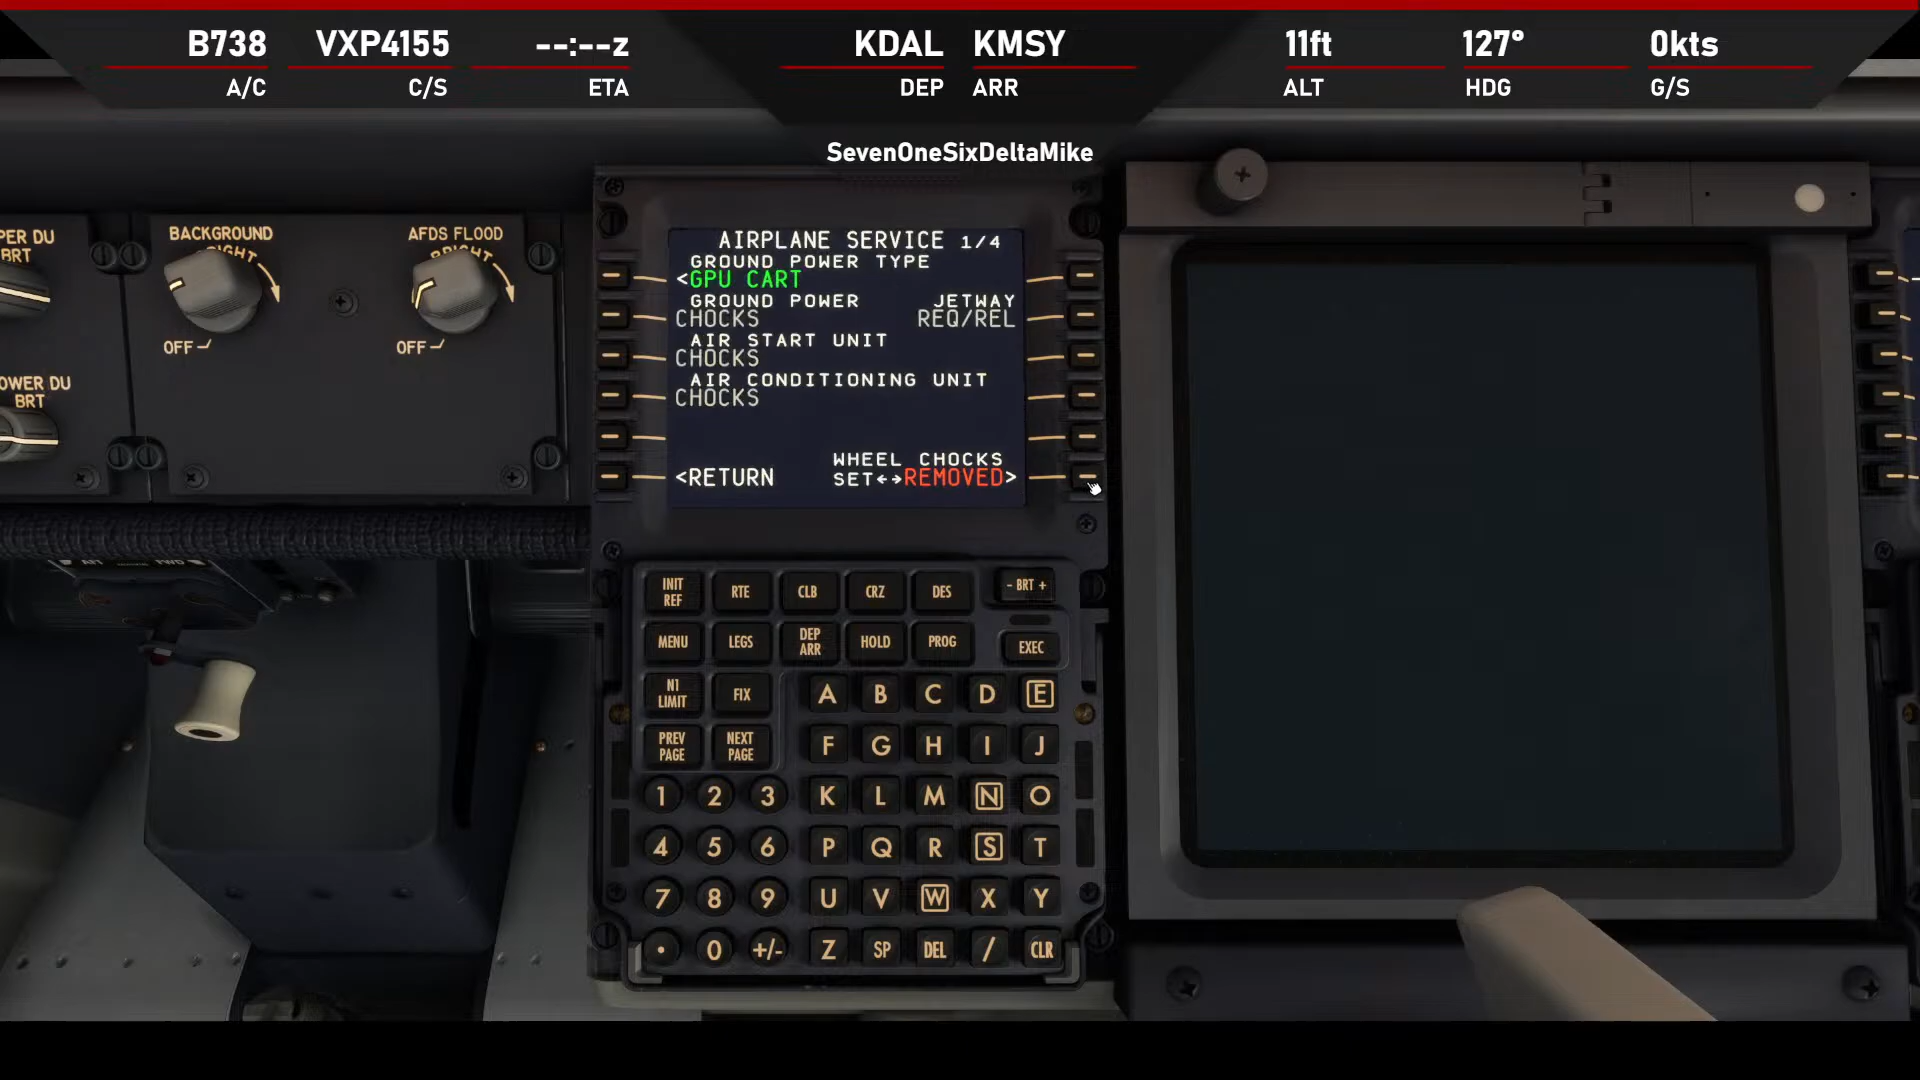 B738 VXP4155 --:--z KDAL KMSY 11ft 127° 0kts
A/C C/S ETA DEP ARR ALT HDG G/S
SevenOneSixDeltaMike
BRT
BACKGROUND
OFF
AFDS FLOOD
BRIGHT
OFF
BRT
AIRPLANE SERVICE 1/4
GROUND POWER TYPE
<GPU CART
GROUND POWER JETWAY
CHOCKS REQ/REL
AIR START UNIT
CHOCKS
AIR CONDITIONING UNIT
CHOCKS
WHEEL CHOCKS
<RETURN SET←→REMOVED>
INIT REF RTE CLB CRZ DES - BRT +
MENU LEGS DEP ARR HOLD PROG EXEC
N1 LIMIT FIX A B C D E
PREV PAGE NEXT PAGE F G H I J
1 2 3 K L M N O
4 5 6 P Q R S T
7 8 9 U V W X Y
. 0 +/- Z SP DEL / CLR